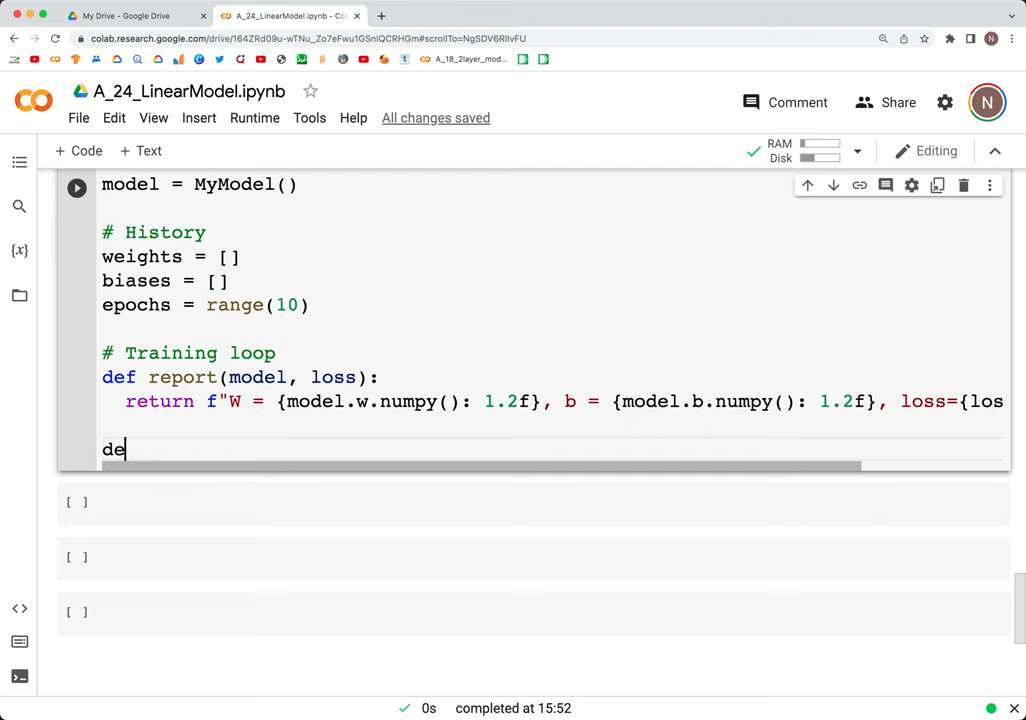 My Drive - Google Drive
A_24_LinearModel.ipynb - Col
colab.research.google.com/drive/164ZRd09u-wTNu_Zo7eFwu1GSnlQCRHGm#scrollTo=NgSDV6RlIvFU
A_18_2layer_mod...
A_24_LinearModel.ipynb
File Edit View Insert Runtime Tools Help All changes saved
Comment Share N
+ Code + Text
RAM
Disk
Editing
model = MyModel()
# History
weights = []
biases = []
epochs = range(10)
# Training loop
def report(model, loss):
return f"W = {model.w.numpy(): 1.2f}, b = {model.b.numpy(): 1.2f}, loss={los
de
[ ]
[ ]
[ ]
0s completed at 15:52